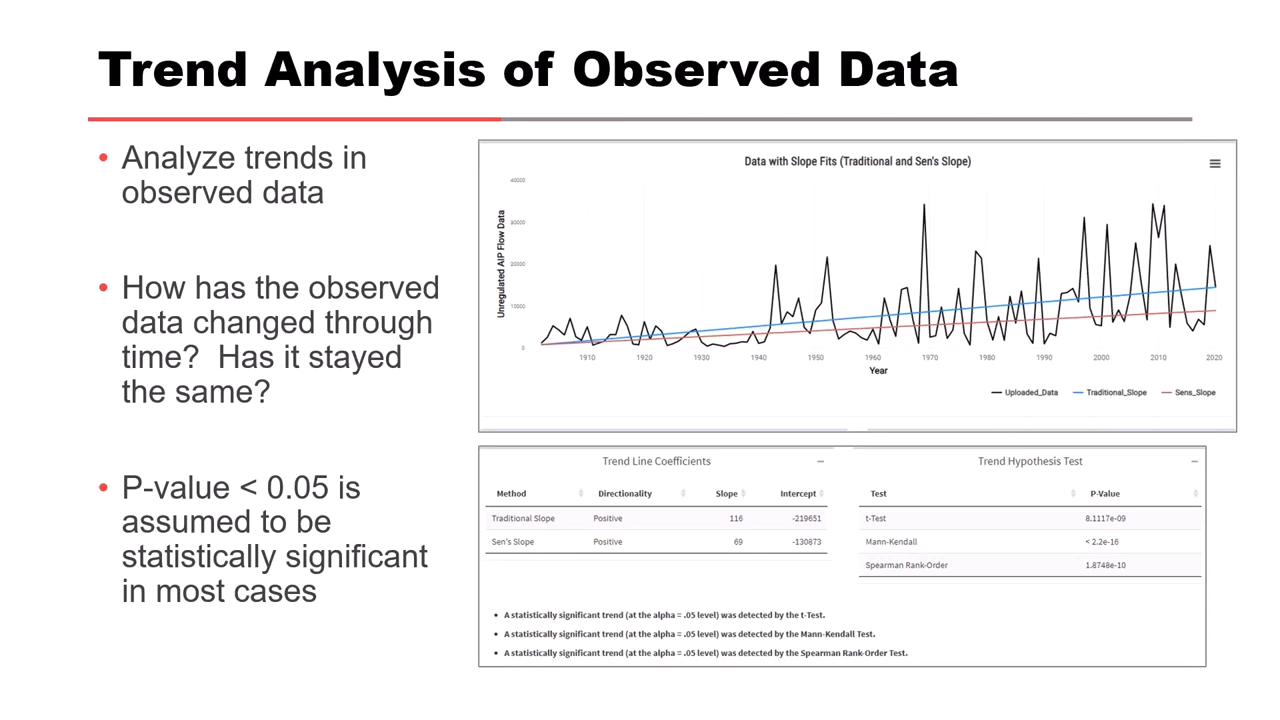 Trend Analysis of Observed Data
• Analyze trends in
observed data
• How has the observed
data changed through
time?  Has it stayed
the same?
• P-value < 0.05 is
assumed to be
statistically significant
in most cases
Data with Slope Fits (Traditional and Sen's Slope)
Unregulated AIP Flow Data
40000
30000
20000
10000
0
1910 1920 1930 1940 1950 1960 1970 1980 1990 2000 2010 2020
Year
Uploaded_Data Traditional_Slope Sens_Slope
Trend Line Coefficients
Method Directionality Slope Intercept
Traditional Slope Positive 116 -219651
Sen's Slope Positive 69 -130873
Trend Hypothesis Test
Test P-Value
t-Test 8.1117e-09
Mann-Kendall < 2.2e-16
Spearman Rank-Order 1.8748e-10
• A statistically significant trend (at the alpha = .05 level) was detected by the t-Test.
• A statistically significant trend (at the alpha = .05 level) was detected by the Mann-Kendall Test.
• A statistically significant trend (at the alpha = .05 level) was detected by the Spearman Rank-Order Test.